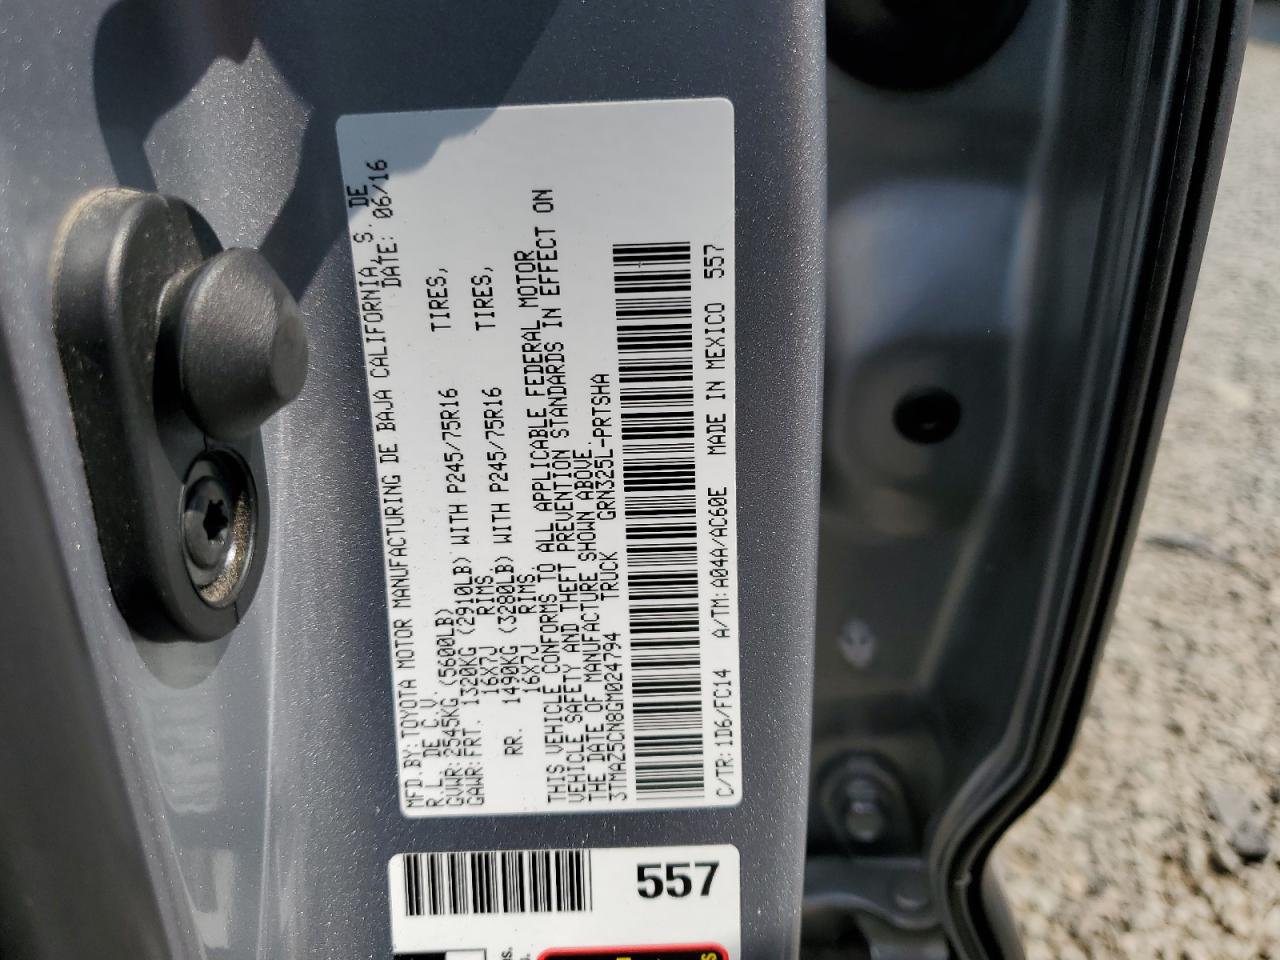 MFD.BY:TOYOTA MOTOR MANUFACTURING DE BAJA CALIFORNIA, S. DE
R.L. DE C.V. DATE: 06/16
GVWR:2545KG (5600LB)
GAWR:FRT. 1320KG (2910LB) WITH P245/75R16 TIRES,
16X7J RIMS.
RR. 1490KG (3280LB) WITH P245/75R16 TIRES,
16X7J RIMS.
THIS VEHICLE CONFORMS TO ALL APPLICABLE FEDERAL MOTOR
VEHICLE SAFETY AND THEFT PREVENTION STANDARDS IN EFFECT ON
THE DATE OF MANUFACTURE SHOWN ABOVE.
3TMAZ5CN8GM024794 TRUCK GRN325L-PRTSHA
C/TR:1D6/FC14 A/TM:A04A/AC60E MADE IN MEXICO 557
557